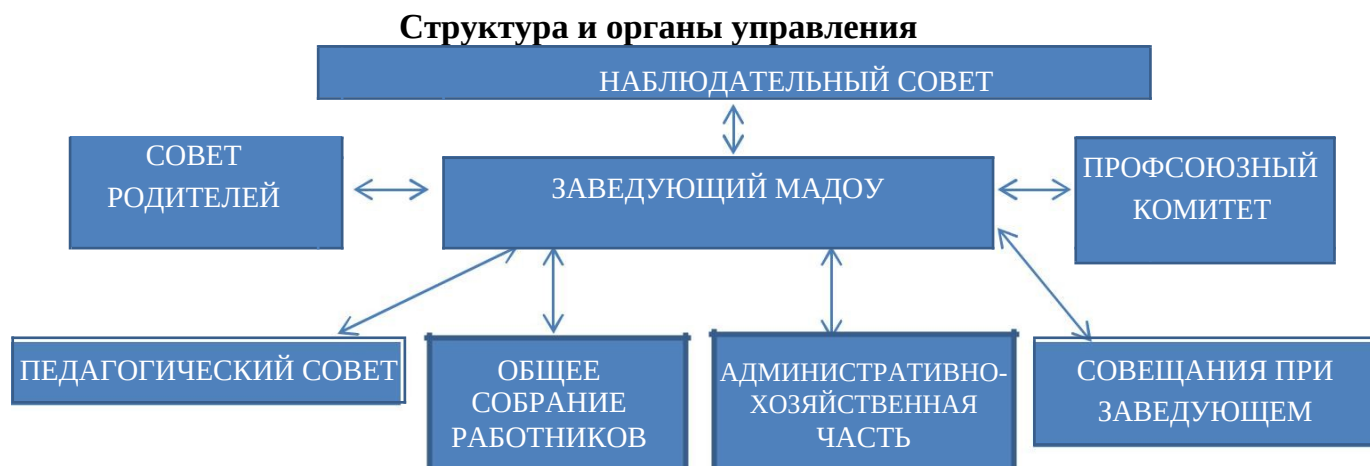 Структура и органы управления
НАБЛЮДАТЕЛЬНЫЙ СОВЕТ
СОВЕТ
РОДИТЕЛЕЙ
ЗАВЕДУЮЩИЙ МАДОУ
ПРОФСОЮЗНЫЙ
КОМИТЕТ
ПЕДАГОГИЧЕСКИЙ СОВЕТ
ОБЩЕЕ
СОБРАНИЕ
РАБОТНИКОВ
АДМИНИСТРАТИВНО-
ХОЗЯЙСТВЕННАЯ
ЧАСТЬ
СОВЕЩАНИЯ ПРИ
ЗАВЕДУЮЩЕМ